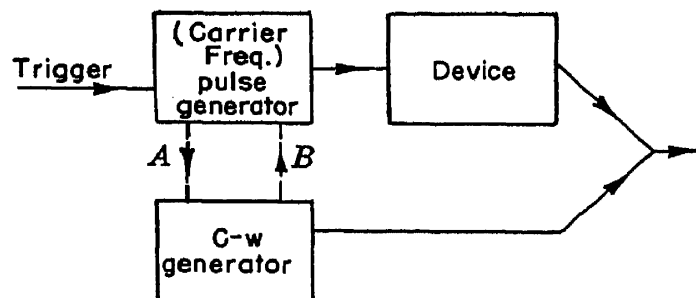 (Carrier
Freq.)
pulse
generator
Trigger
Device
A
B
C-w
generator